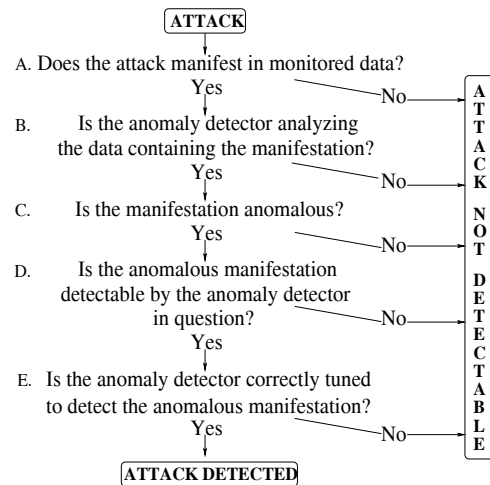 ATTACK
A. Does the attack manifest in monitored data?
Yes
No
B. Is the anomaly detector analyzing
the data containing the manifestation?
Yes
No
C. Is the manifestation anomalous?
Yes
No
D. Is the anomalous manifestation
detectable by the anomaly detector
in question?
No
Yes
E. Is the anomaly detector correctly tuned
to detect the anomalous manifestation?
Yes
No
ATTACK DETECTED
ATTACK NOT DETECTABLE